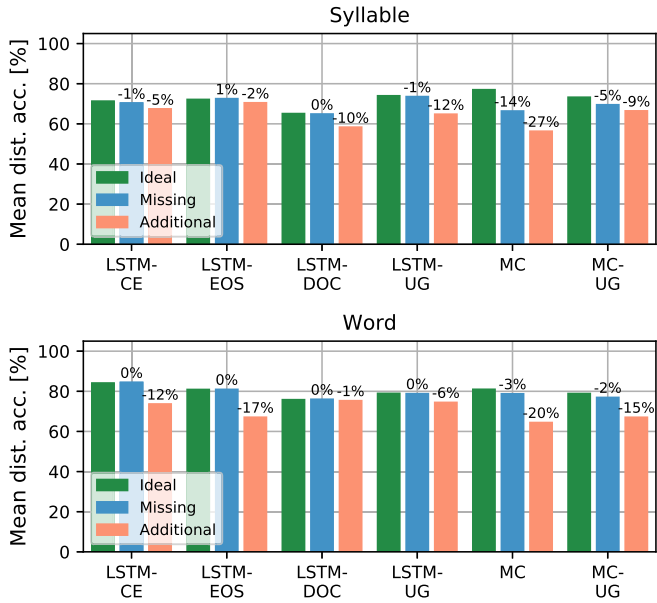 Syllable
Mean dist. acc. [%]
100
80
60
40
20
0
-1% -5% 1% -2% 0% -10% -1% -12% -14% -27% -5% -9%
Ideal
Missing
Additional
LSTM- LSTM- LSTM- LSTM- MC MC-
CE EOS DOC UG UG
Word
Mean dist. acc. [%]
100
80
60
40
20
0
0% -12% 0% -17% 0% -1% 0% -6% -3% -20% -2% -15%
Ideal
Missing
Additional
LSTM- LSTM- LSTM- LSTM- MC MC-
CE EOS DOC UG UG